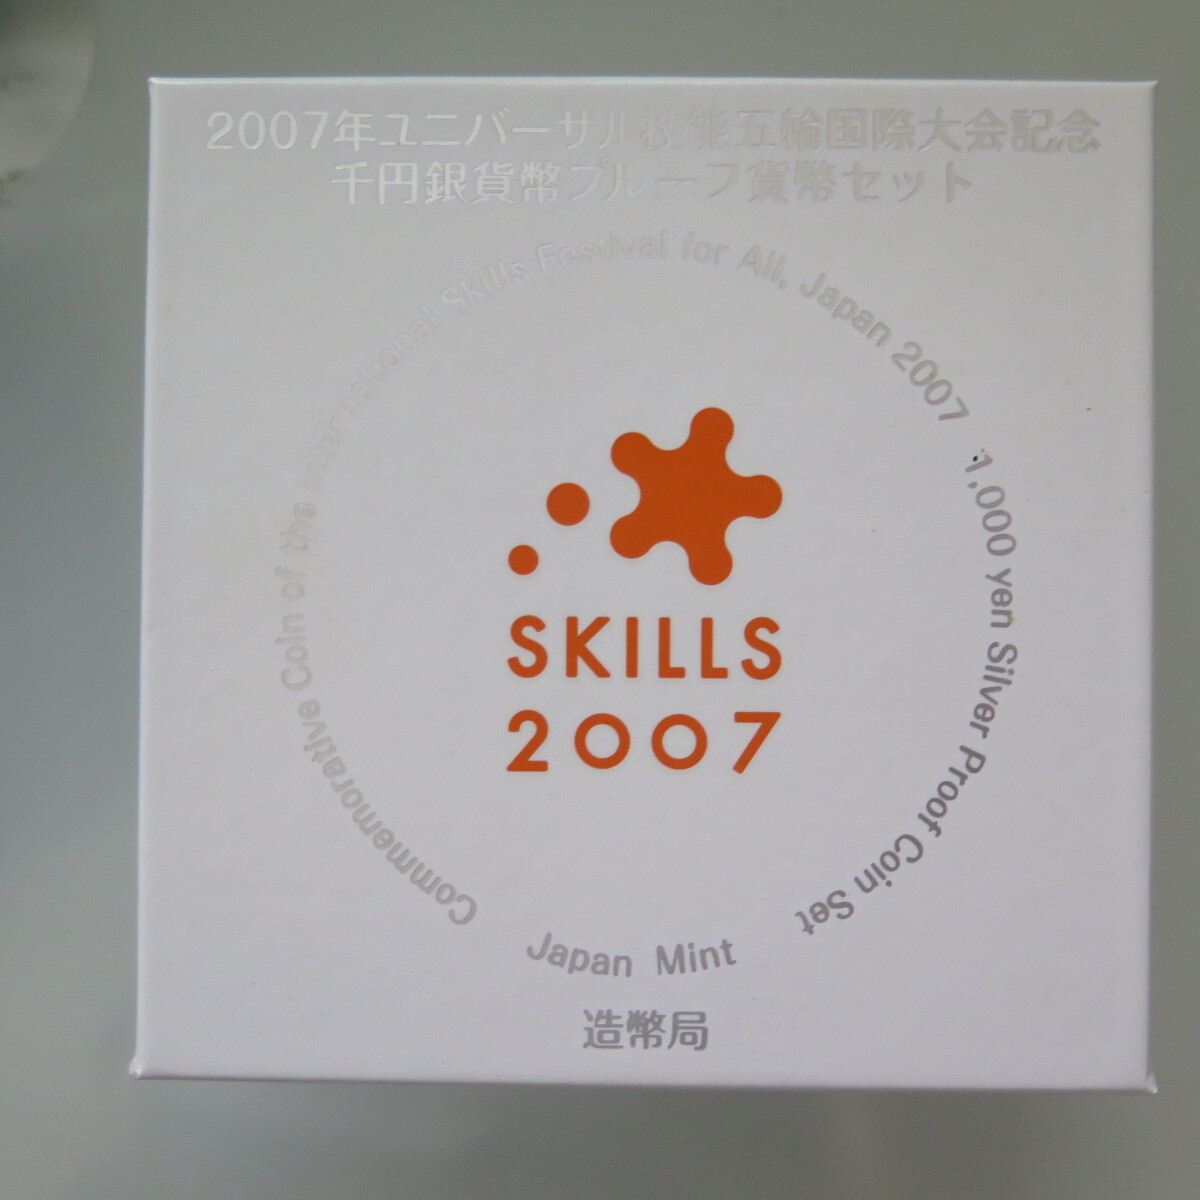 2007年ユニバーサル技能五輪国際大会記念
千円銀貨幣プルーフ貨幣セット
Commemorative Coin of the International Skills Festival for All, Japan 2007 1,000 yen Silver Proof Coin Set
SKILLS
2007
Japan Mint
造幣局